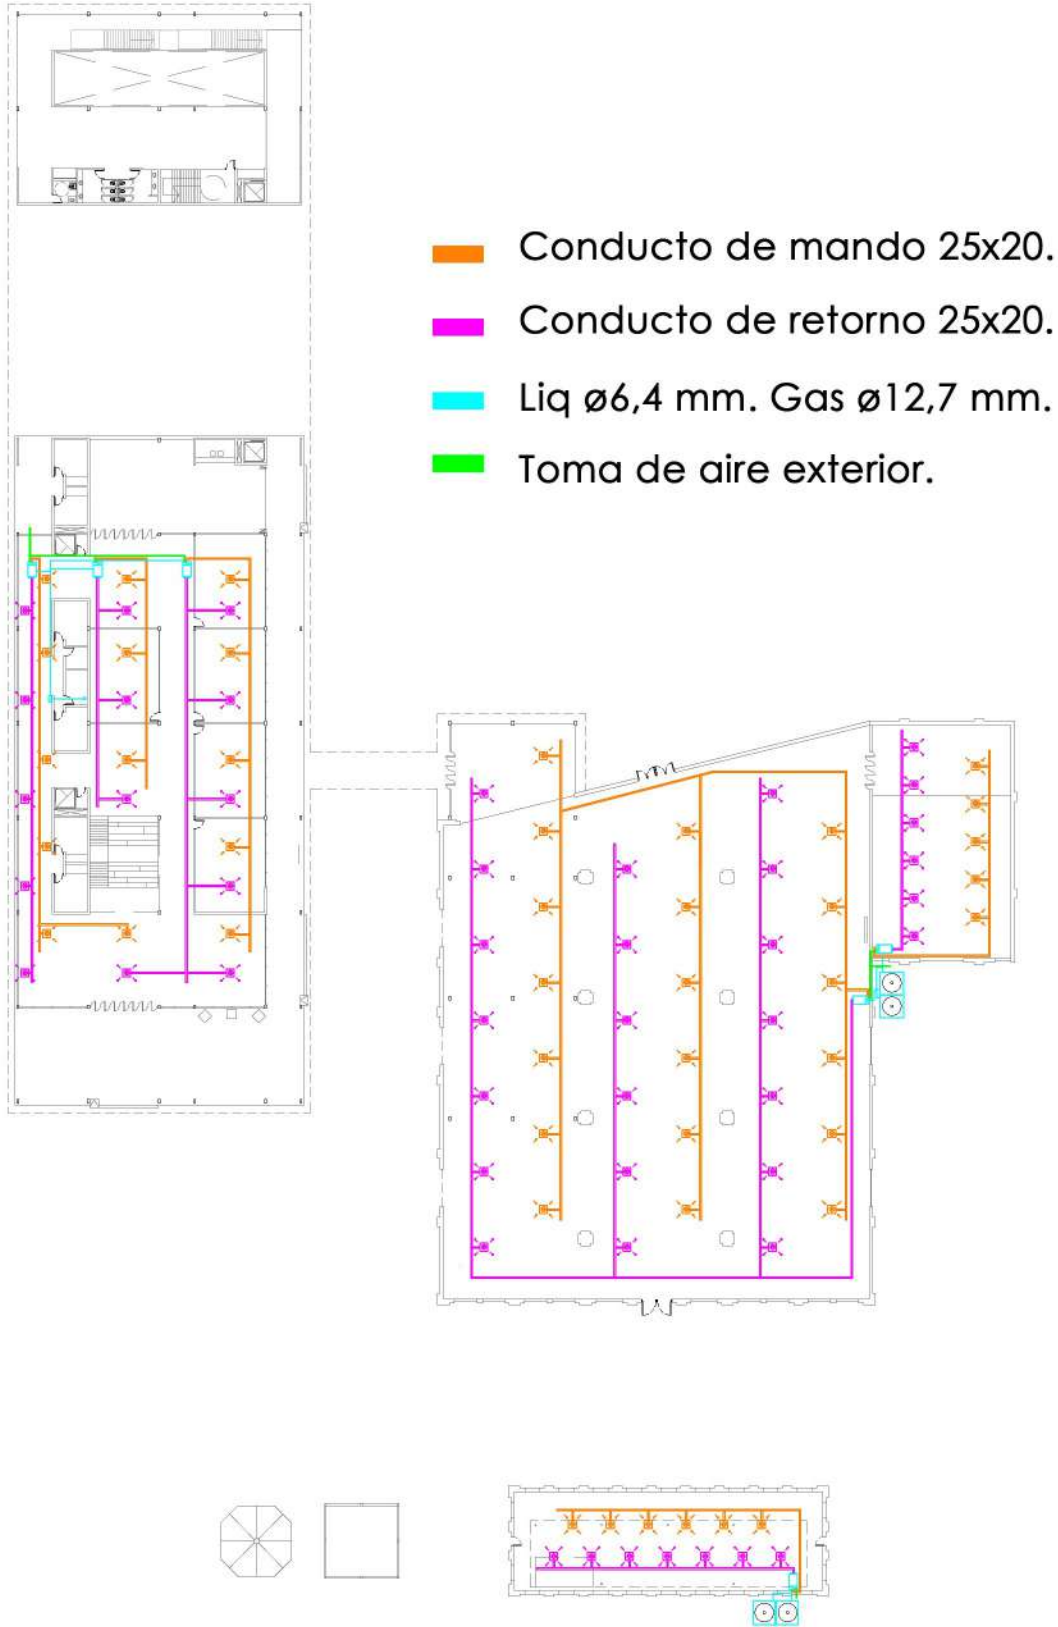 Conducto de mando 25x20.
Conducto de retorno 25x20.
Liq ø6,4 mm. Gas ø12,7 mm.
Toma de aire exterior.